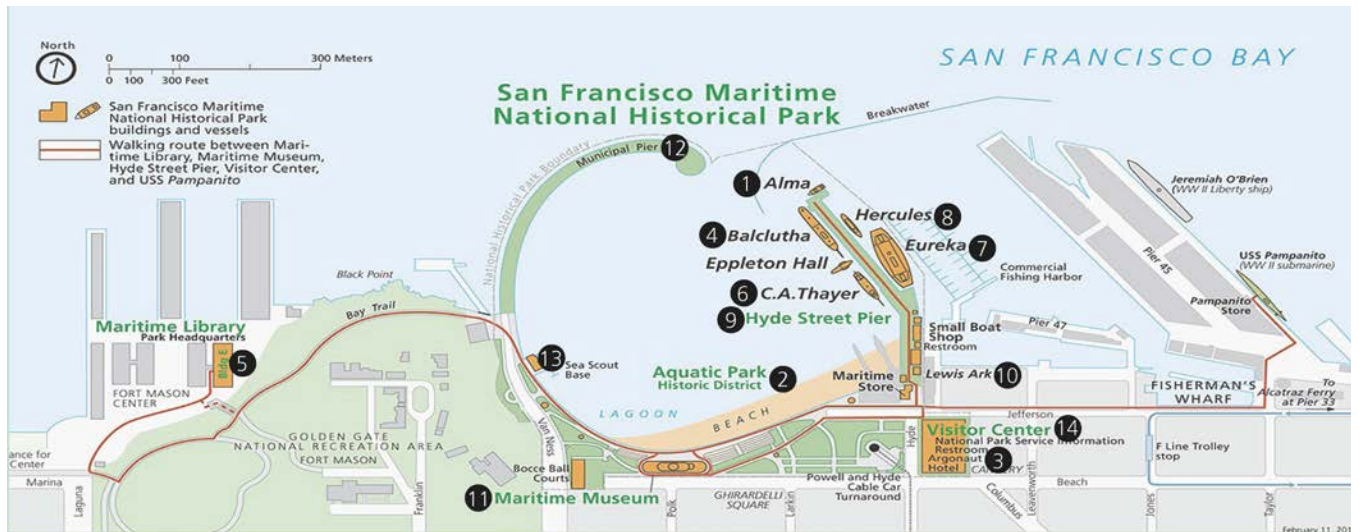 North
0 100 300 Meters
0 100 300 Feet
San Francisco Maritime
National Historical Park
buildings and vessels
Walking route between Mari-
time Library, Maritime Museum,
Hyde Street Pier, Visitor Center,
and USS Pampanito
SAN FRANCISCO BAY
San Francisco Maritime
National Historical Park
Breakwater
National Historical Park Boundary
Municipal Pier 12
1 Alma
Hercules 8
4 Balclutha
Eureka 7
Eppleton Hall
6 C.A.Thayer
9 Hyde Street Pier
Jeremiah O'Brien
(WW II Liberty ship)
Pier 45
USS Pampanito
(WW II submarine)
Pampanito
Store
Commercial
Fishing Harbor
Pier 47
Small Boat
Shop
Restroom
Lewis Ark 10
Maritime
Store
Black Point
Bay Trail
Maritime Library
Park Headquarters
Bldg E
5
FORT MASON
CENTER
13 Sea Scout
Base
Aquatic Park
Historic District
2
LAGOON
BEACH
FISHERMAN'S
WHARF
To
Alcatraz Ferry
at Pier 33
Jefferson
Visitor Center 14
National Park Service Information
Restroom
Argonaut
Hotel
3
F Line Trolley
stop
GOLDEN GATE
NATIONAL RECREATION AREA
FORT MASON
Van Ness
Hyde
ance for
Center
Marina
Laguna
Franklin
Bocce Ball
Courts
11 Maritime Museum
Polk
GHIRARDELLI
SQUARE
Larkin
Powell and Hyde
Cable Car
Turnaround
Beach
Columbus
Leavenworth
Jones
Taylor
February 11, 201